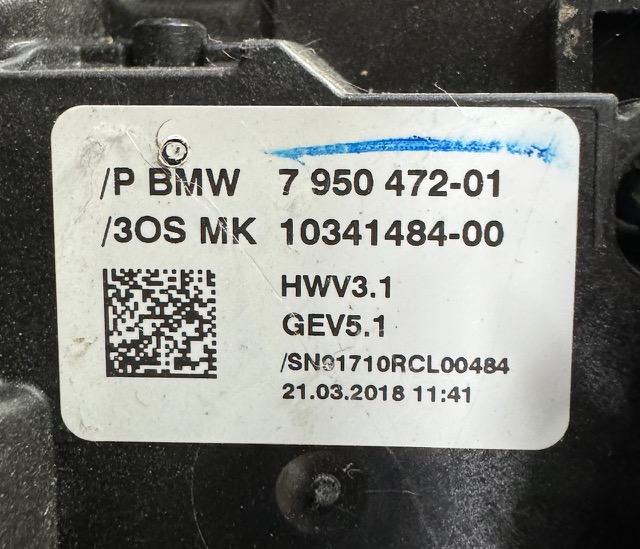 /P BMW 7 950 472-01
/3OS MK 10341484-00
HWV3.1
GEV5.1
/SN91710RCL00484
21.03.2018 11:41